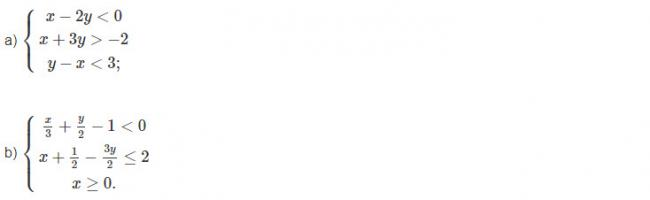 x − 2y < 0
a) x + 3y > −2
y − x < 3;
x/3 + y/2 − 1 < 0
b) x + 1/2 − 3y/2 ≤ 2
x ≥ 0.